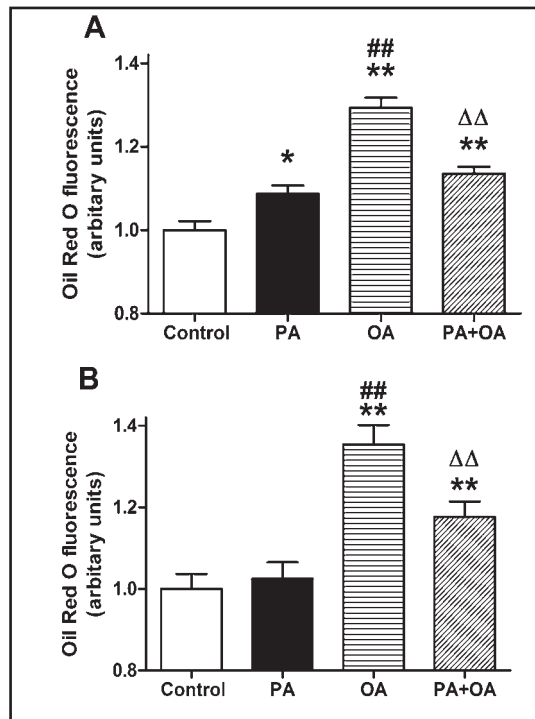 A
Oil Red O fluorescence
(arbitary units)
1.4
1.2
1.0
0.8
##
**
*
ΔΔ
**
Control PA OA PA+OA
B
Oil Red O fluorescence
(arbitary units)
1.4
1.2
1.0
0.8
##
**
ΔΔ
**
Control PA OA PA+OA